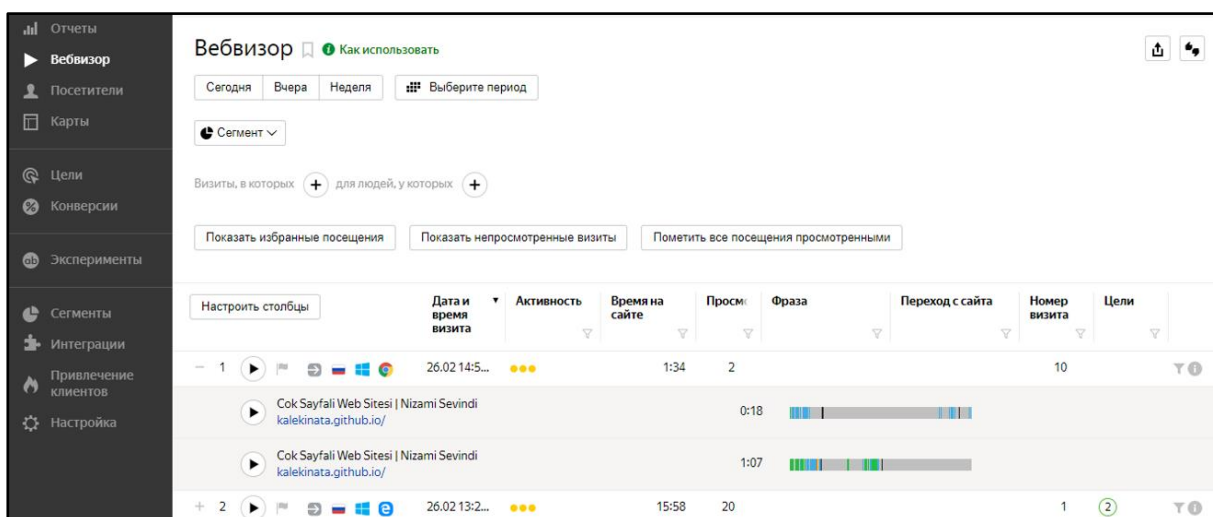 Отчеты
Вебвизор
Посетители
Карты
Цели
Конверсии
ab Эксперименты
Сегменты
Интеграции
Привлечение
клиентов
Настройка
Вебвизор i Как использовать
Сегодня Вчера Неделя Выберите период
Сегмент
Визиты, в которых + для людей, у которых +
Показать избранные посещения Показать непросмотренные визиты Пометить все посещения просмотренными
Настроить столбцы Дата и время визита ▼ Активность Время на сайте Просм Фраза Переход с сайта Номер визита Цели
− 1 26.02 14:5... 1:34 2 10
Cok Sayfali Web Sitesi | Nizami Sevindi
kalekinata.github.io/
0:18
Cok Sayfali Web Sitesi | Nizami Sevindi
kalekinata.github.io/
1:07
+ 2 26.02 13:2... 15:58 20 1 2